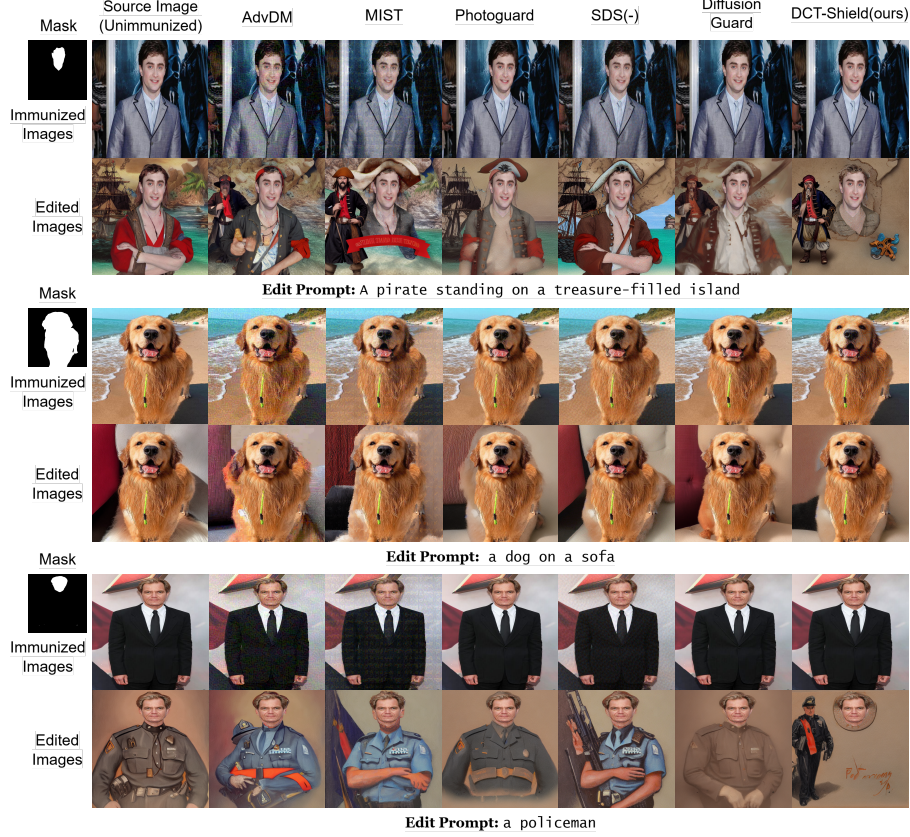 Mask
Source Image
(Unimmunized)
AdvDM
MIST
Photoguard
SDS(-)
Diffusion
Guard
DCT-Shield(ours)
Immunized
Images
Edited
Images
Edit Prompt: A pirate standing on a treasure-filled island
Mask
Immunized
Images
Edited
Images
Edit Prompt: a dog on a sofa
Mask
Immunized
Images
Edited
Images
Edit Prompt: a policeman